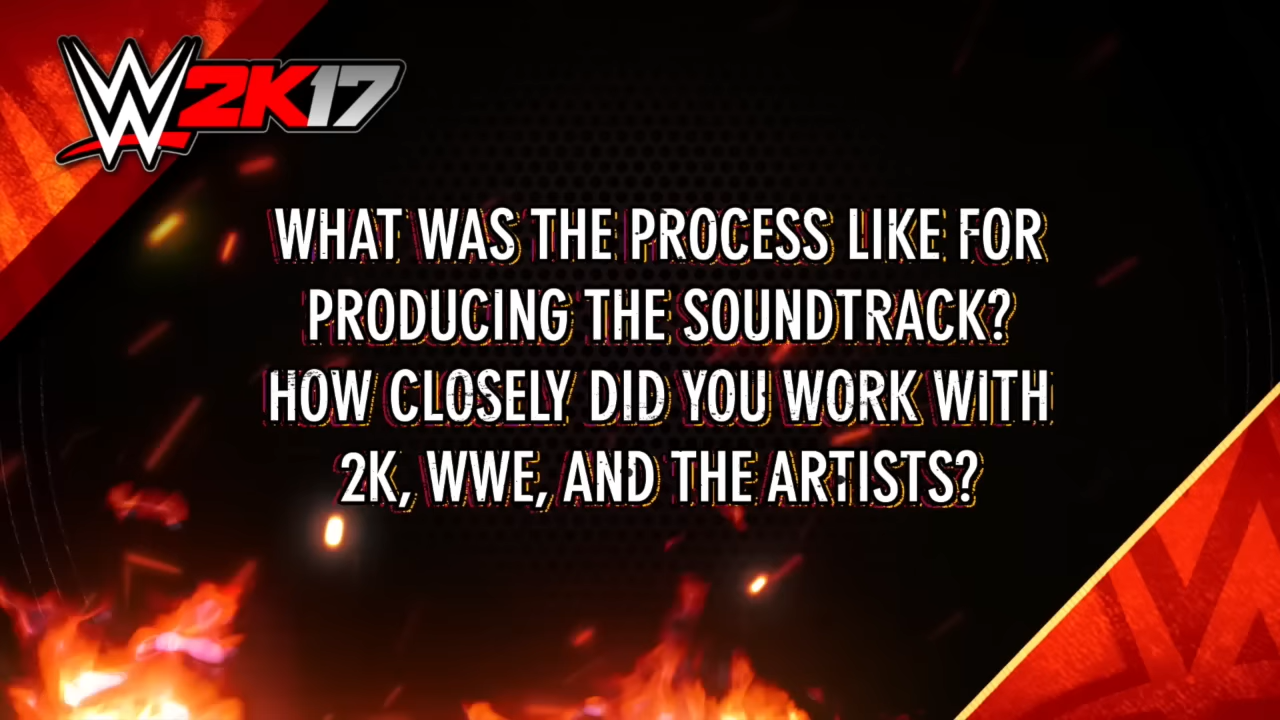 W 2K17
WHAT WAS THE PROCESS LIKE FOR
PRODUCING THE SOUNDTRACK?
HOW CLOSELY DID YOU WORK WITH
2K, WWE, AND THE ARTISTS?